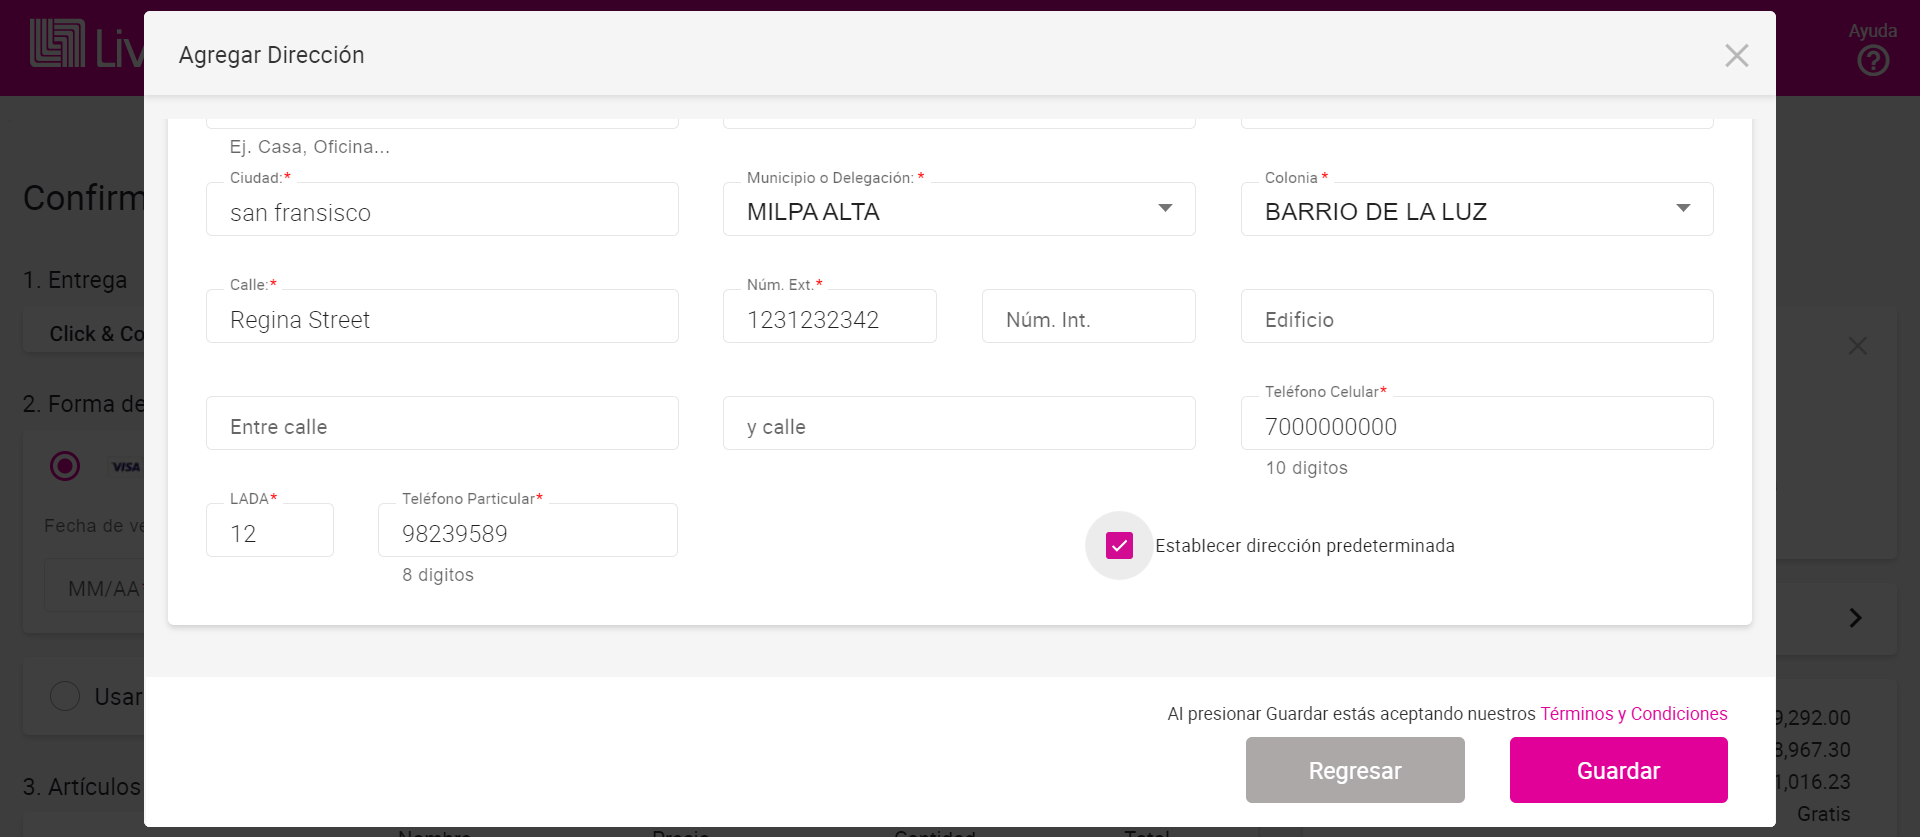 Agregar Dirección
Ayuda
Liv
Ej. Casa, Oficina...
Ciudad:*
Municipio o Delegación: *
Colonia *
san fransisco
MILPA ALTA
BARRIO DE LA LUZ
Confirm
1. Entrega
Calle:*
Núm. Ext.*
Regina Street
1231232342
Núm. Int.
Edificio
Click & Co
2. Forma de
Teléfono Celular*
Entre calle
y calle
7000000000
10 digitos
VISA
LADA*
Teléfono Particular*
Fecha de ve
12
98239589
Establecer dirección predeterminada
8 digitos
MM/AA*
Usar
Al presionar Guardar estás aceptando nuestros Términos y Condiciones
9,292.00
8,967.30
Regresar
Guardar
1,016.23
3. Artículos
Gratis
Nombre
Precio
Cantidad
Total